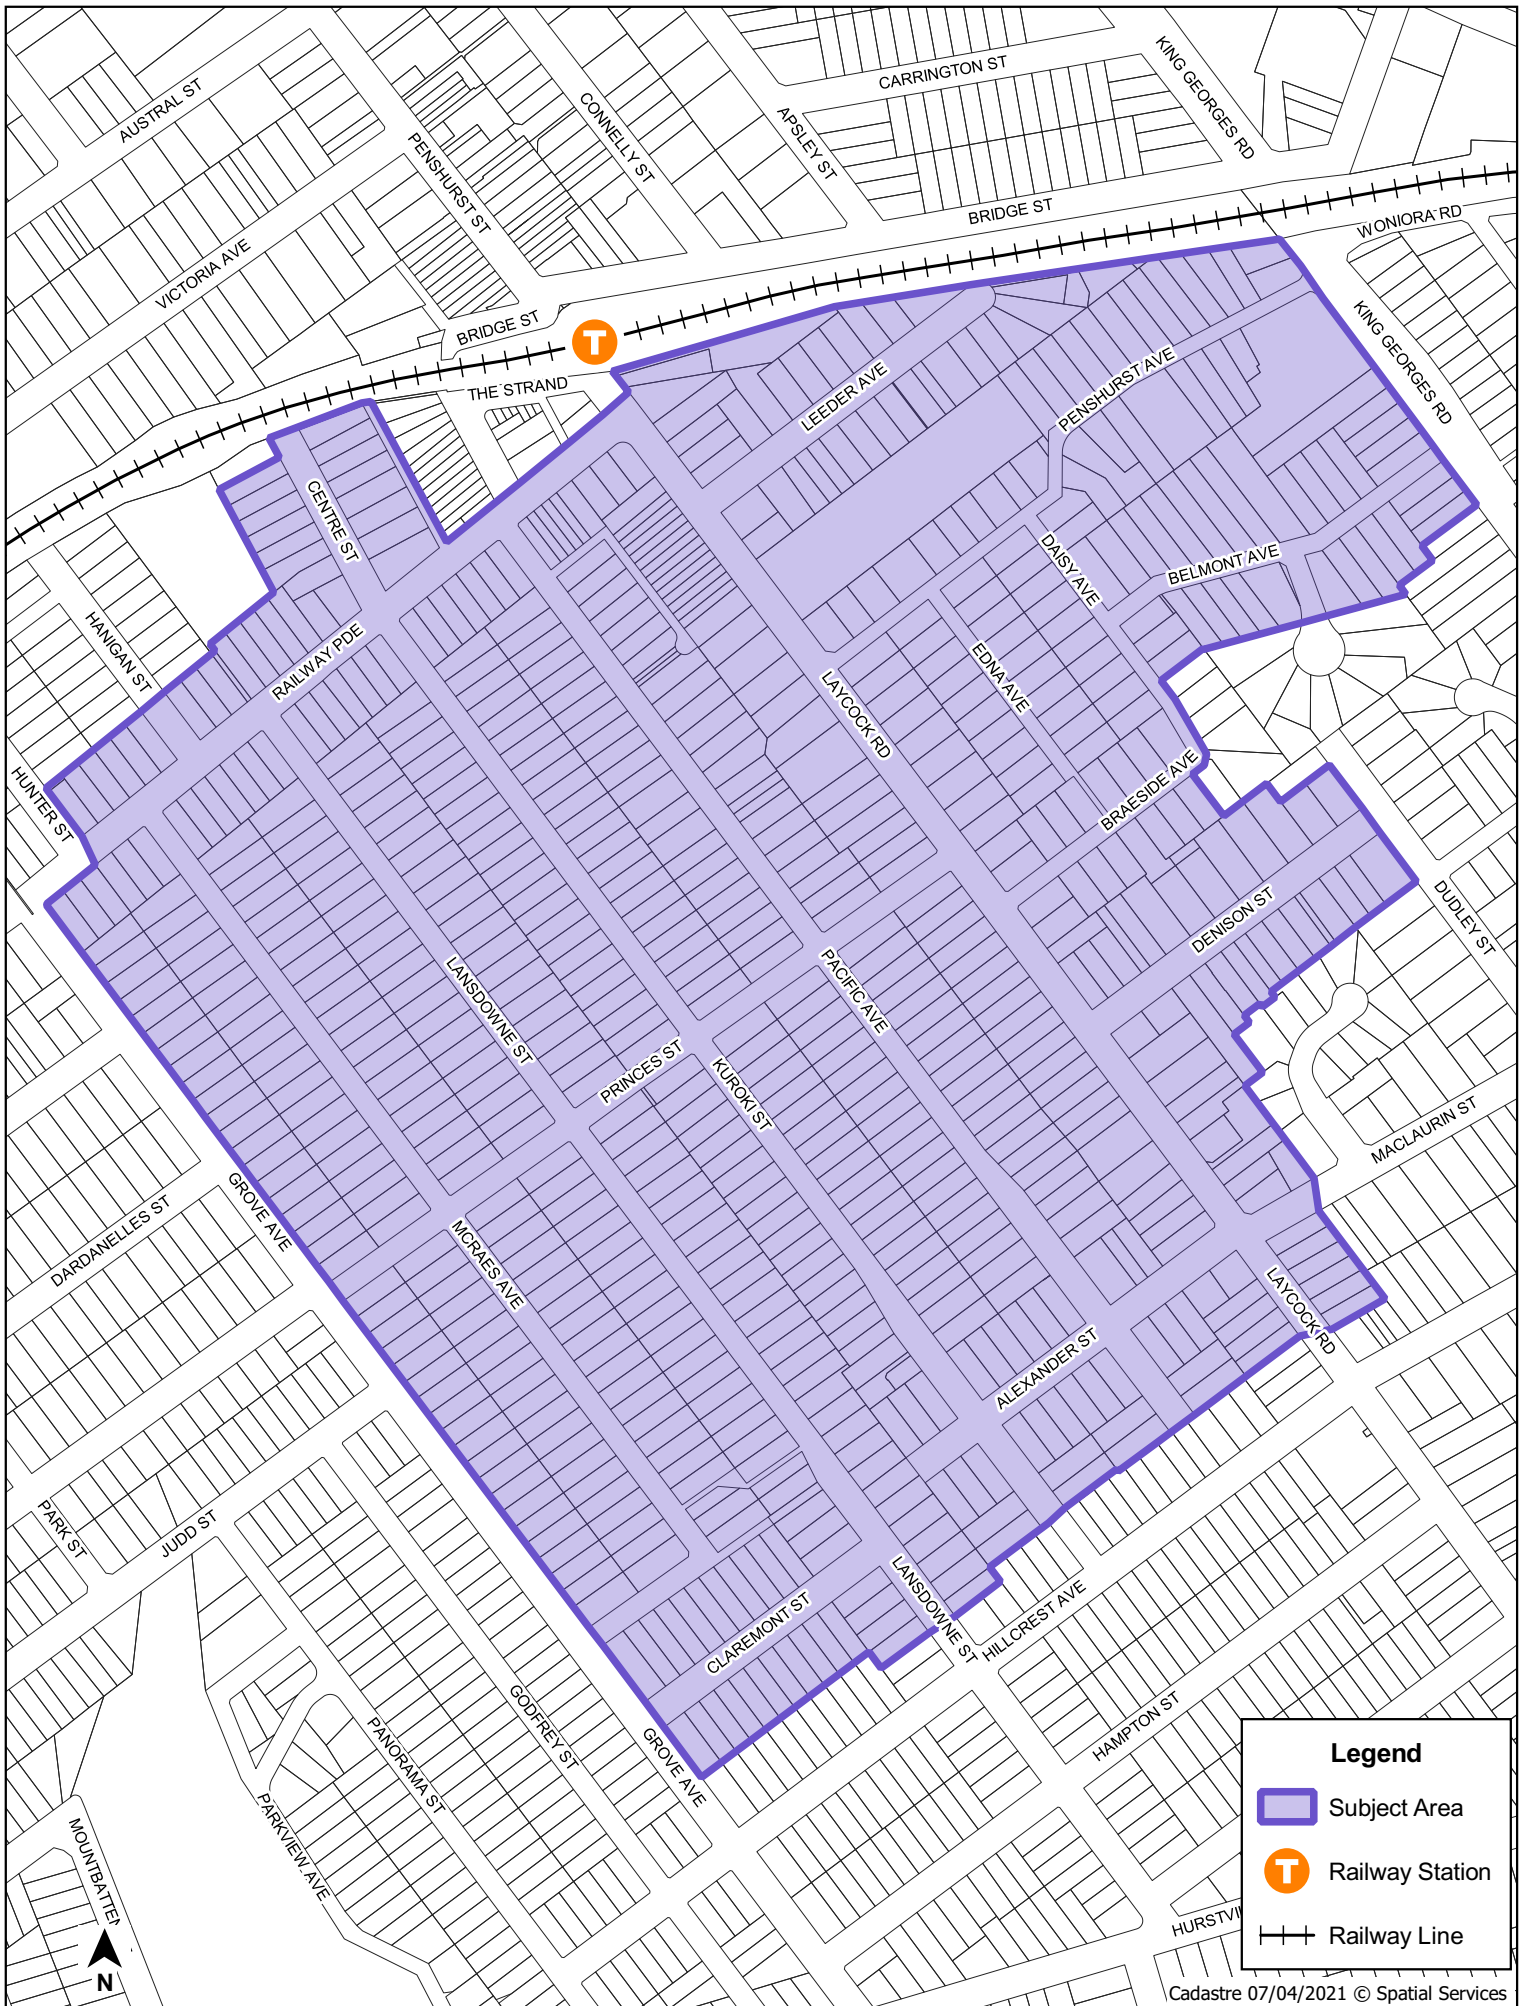 AUSTRAL ST
CARRINGTON ST
KING GEORGES RD
CONNELLY ST
APSLEY ST
PENSHURST ST
BRIDGE ST
WONIORA RD
VICTORIA AVE
BRIDGE ST
T
THE STRAND
KING GEORGES RD
LEEDER AVE
PENSHURST AVE
CENTRE ST
DAISY AVE
BELMONT AVE
HANIGAN ST
RAILWAY PDE
EDNA AVE
LAYCOCK RD
HUNTER ST
BRAESIDE AVE
DENISON ST
DUDLEY ST
LANSDOWNE ST
PACIFIC AVE
PRINCES ST
KUROKI ST
MACLAURIN ST
GROVE AVE
DARDANELLES ST
MCRAES AVE
LAYCOCK RD
ALEXANDER ST
PARK ST
JUDD ST
LANSDOWNE ST
HILLCREST AVE
CLAREMONT ST
GODFREY ST
GROVE AVE
PANORAMA ST
HAMPTON ST
PARKVIEW AVE
MOUNTBATTEN
HURSTVI
N
Legend
Subject Area
T Railway Station
Railway Line
Cadastre 07/04/2021 © Spatial Services